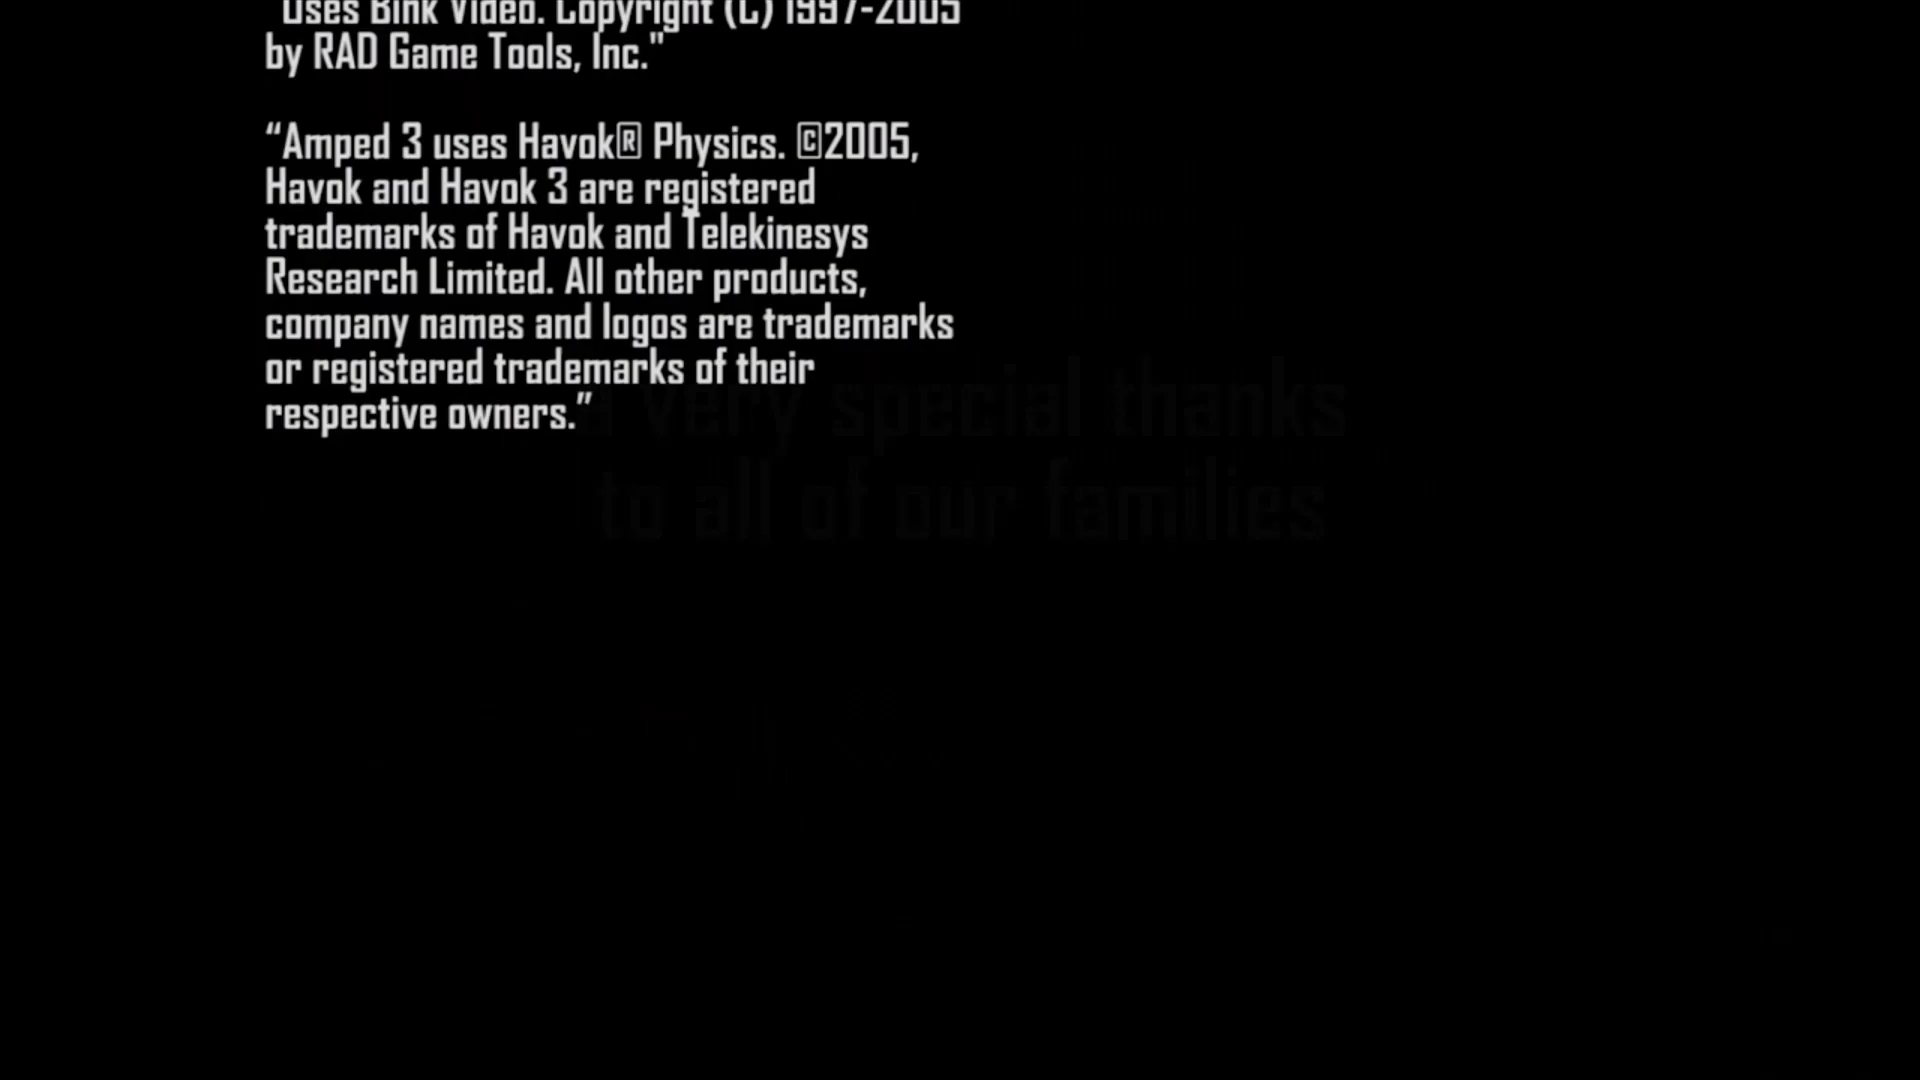 "Uses Bink Video. Copyright (C) 1997-2005
by RAD Game Tools, Inc."
“Amped 3 uses Havok® Physics. ©2005,
Havok and Havok 3 are registered
trademarks of Havok and Telekinesys
Research Limited. All other products,
company names and logos are trademarks
or registered trademarks of their
respective owners.”
a very special thanks
to all of our families